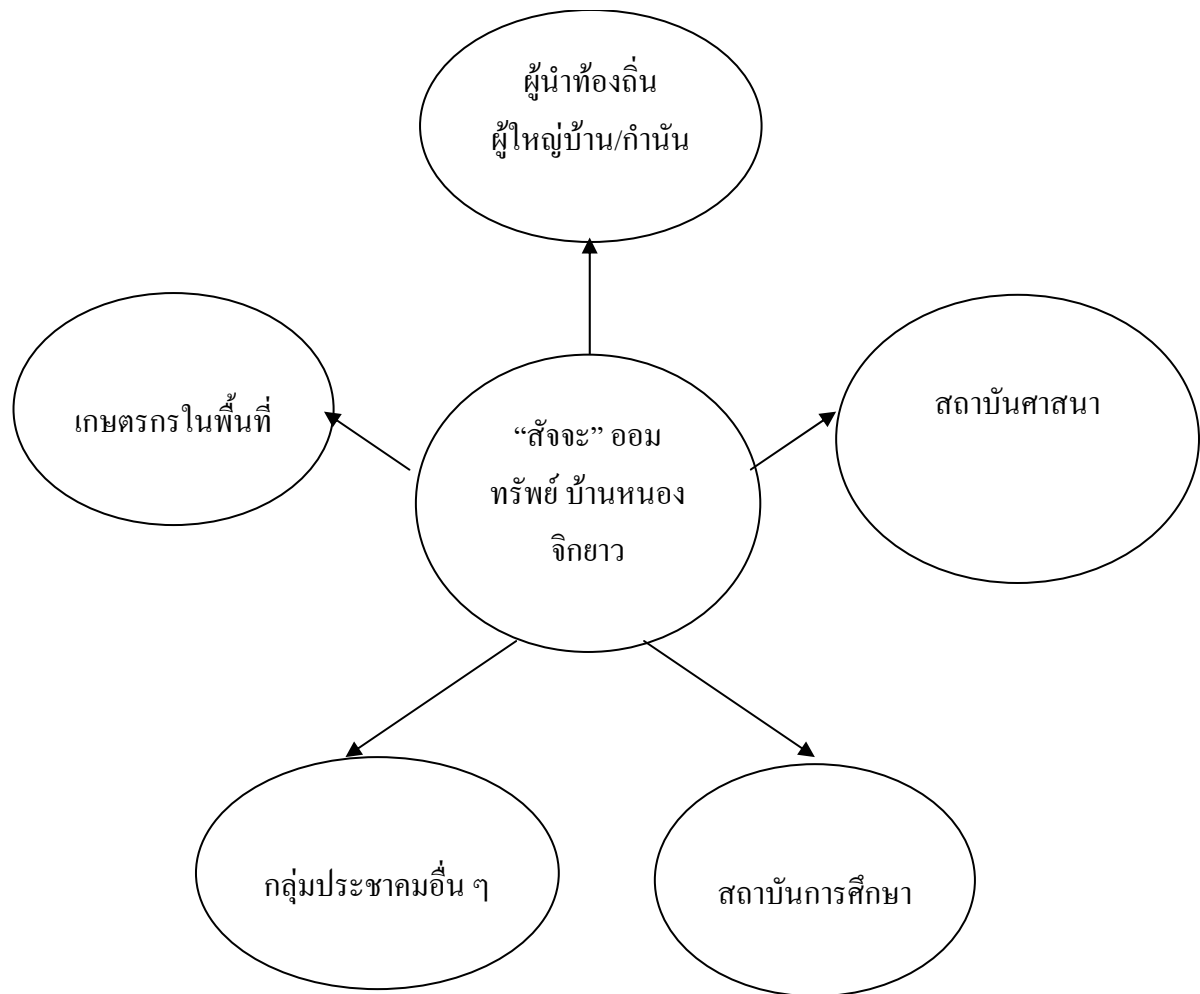 ผู้นำท้องถิ่น
ผู้ใหญ่บ้าน/กำนัน
เกษตรกรในพื้นที่
สถาบันศาสนา
“สัจจะ” ออม
ทรัพย์ บ้านหนอง
จิกยาว
กลุ่มประชาคมอื่น ๆ
สถาบันการศึกษา